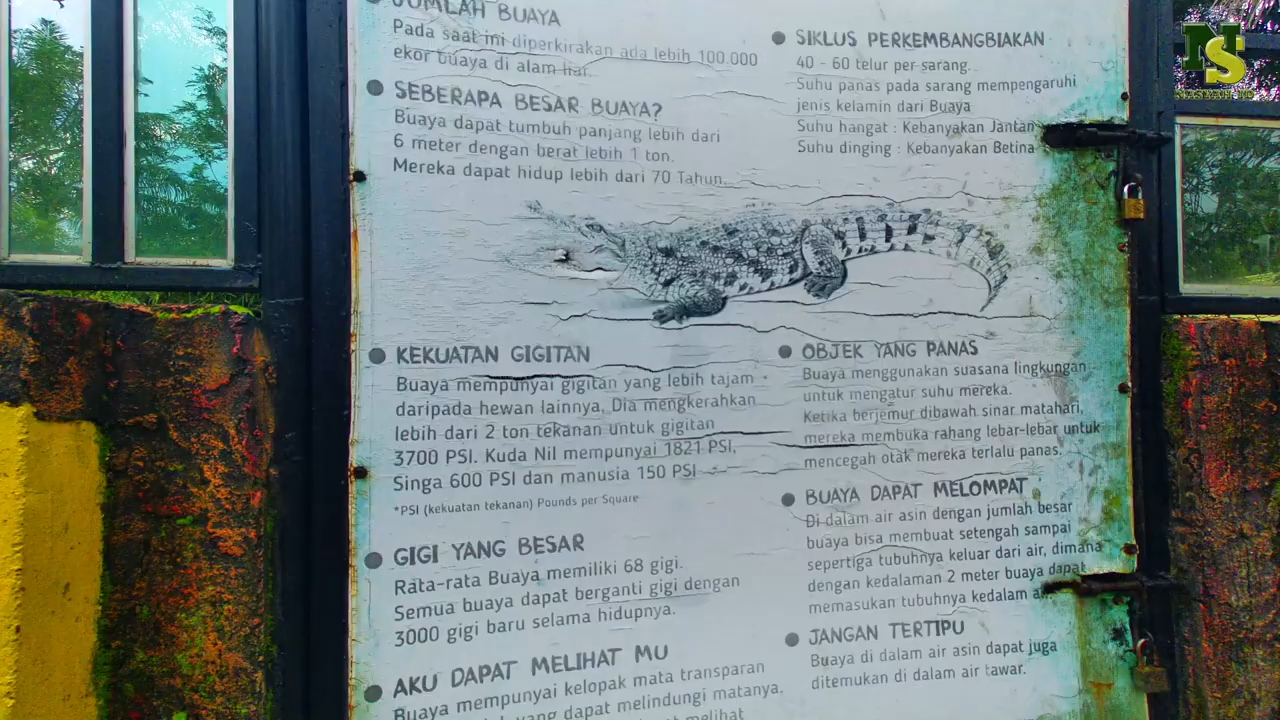 JUMLAH BUAYA
Pada saat ini diperkirakan ada lebih 100.000
ekor buaya di alam liar.
SEBERAPA BESAR BUAYA?
Buaya dapat tumbuh panjang lebih dari
6 meter dengan berat lebih 1 ton.
Mereka dapat hidup lebih dari 70 Tahun.
KEKUATAN GIGITAN
Buaya mempunyai gigitan yang lebih tajam
daripada hewan lainnya, Dia mengkerahkan
lebih dari 2 ton tekanan untuk gigitan
3700 PSI. Kuda Nil mempunyai 1821 PSI,
Singa 600 PSI dan manusia 150 PSI
*PSI (kekuatan tekanan) Pounds per Square
GIGI YANG BESAR
Rata-rata Buaya memiliki 68 gigi.
Semua buaya dapat berganti gigi dengan
3000 gigi baru selama hidupnya.
AKU DAPAT MELIHAT MU
Buaya mempunyai kelopak mata transparan
yang dapat melindungi matanya.
melihat
SIKLUS PERKEMBANGBIAKAN
40 - 60 telur per sarang.
Suhu panas pada sarang mempengaruhi
jenis kelamin dari Buaya
Suhu hangat : Kebanyakan Jantan
Suhu dinging : Kebanyakan Betina
OBJEK YANG PANAS
Buaya menggunakan suasana lingkungan
untuk mengatur suhu mereka.
Ketika berjemur dibawah sinar matahari,
mereka membuka rahang lebar-lebar untuk
mencegah otak mereka terlalu panas.
BUAYA DAPAT MELOMPAT
Di dalam air asin dengan jumlah besar
buaya bisa membuat setengah sampai
sepertiga tubuhnya keluar dari air, dimana
dengan kedalaman 2 meter buaya dapat
memasukan tubuhnya kedalam
JANGAN TERTIPU
Buaya di dalam air asin dapat juga
ditemukan di dalam air tawar.
NS
NASRAH ID